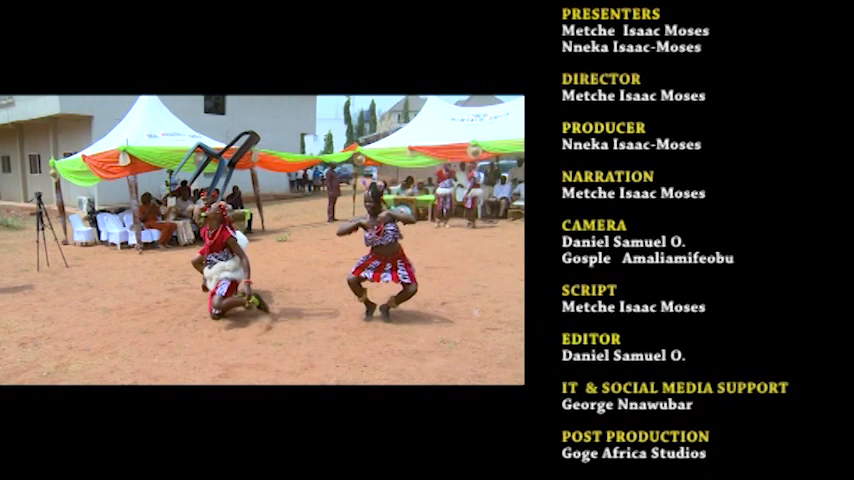 PRESENTERS
Metche Isaac Moses
Nneka Isaac-Moses
DIRECTOR
Metche Isaac Moses
PRODUCER
Nneka Isaac-Moses
NARRATION
Metche Isaac Moses
CAMERA
Daniel Samuel O.
Gosple Amaliamifeobu
SCRIPT
Metche Isaac Moses
EDITOR
Daniel Samuel O.
IT & SOCIAL MEDIA SUPPORT
George Nnawubar
POST PRODUCTION
Goge Africa Studios